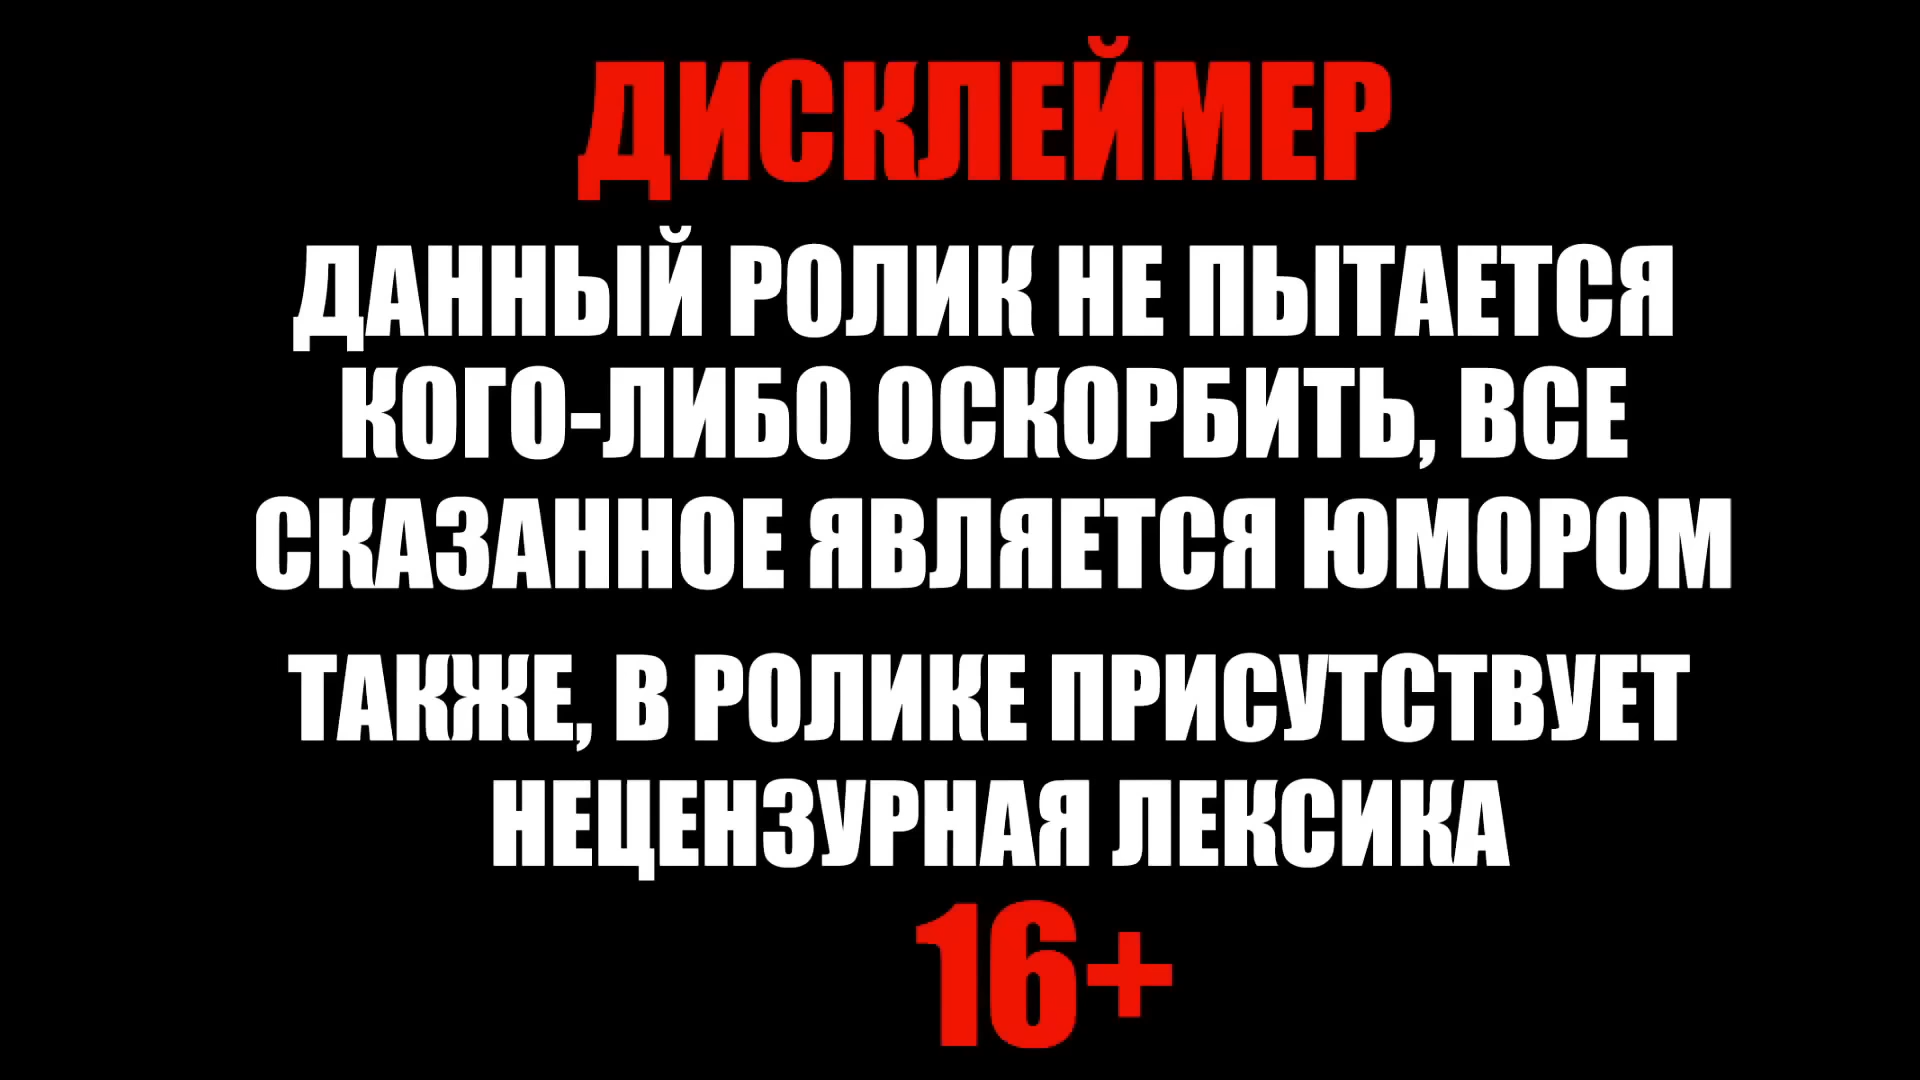 ДИСКЛЕЙМЕР
ДАННЫЙ РОЛИК НЕ ПЫТАЕТСЯ
КОГО-ЛИБО ОСКОРБИТЬ, ВСЕ
СКАЗАННОЕ ЯВЛЯЕТСЯ ЮМОРОМ
ТАКЖЕ, В РОЛИКЕ ПРИСУТСТВУЕТ
НЕЦЕНЗУРНАЯ ЛЕКСИКА
16+